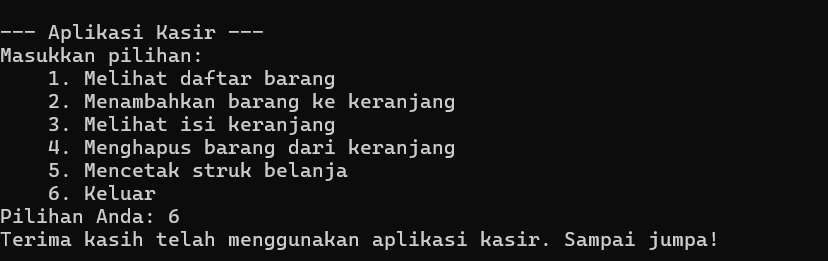 --- Aplikasi Kasir ---
Masukkan pilihan:
    1. Melihat daftar barang
    2. Menambahkan barang ke keranjang
    3. Melihat isi keranjang
    4. Menghapus barang dari keranjang
    5. Mencetak struk belanja
    6. Keluar
Pilihan Anda: 6
Terima kasih telah menggunakan aplikasi kasir. Sampai jumpa!